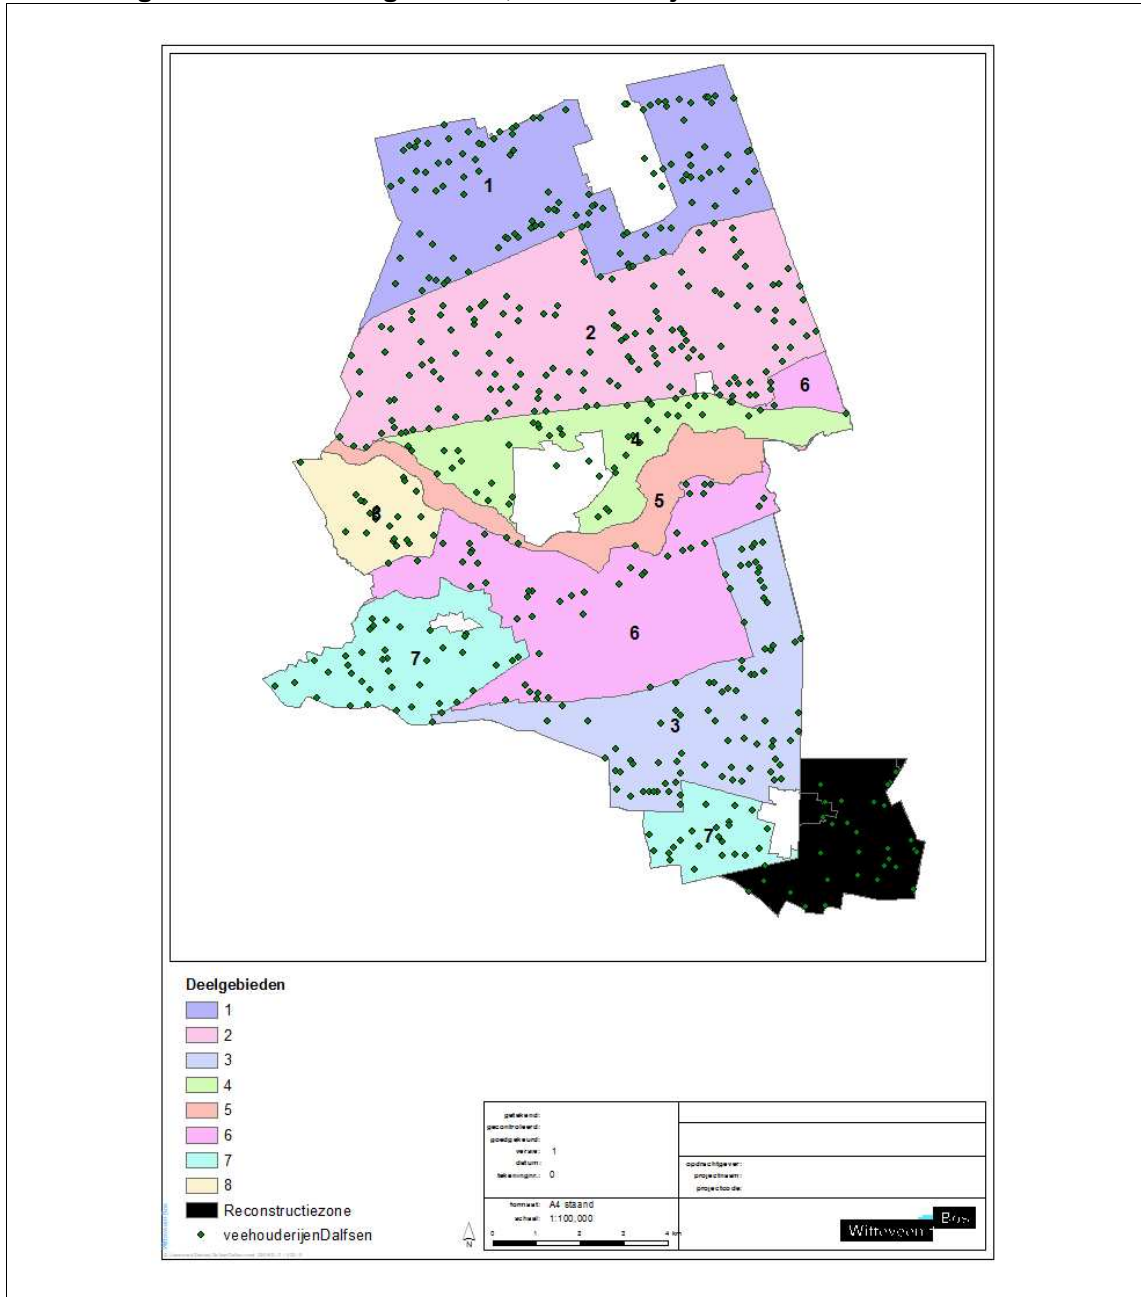 1
2
6
4
5
8
6
7
3
7
Deelgebieden
1
2
3
4
5
6
7
8
Reconstructiezone
veehouderijenDalfsen
N
getekend:
gecontroleerd:
goedgekeurd:
versie: 1
datum:
tekeningnr.: 0
formaat: A4 staand
schaal: 1:100,000
0 1 2 3 4 km
opdrachtgever:
projectnaam:
projectcode:
Witteveen+
Bos